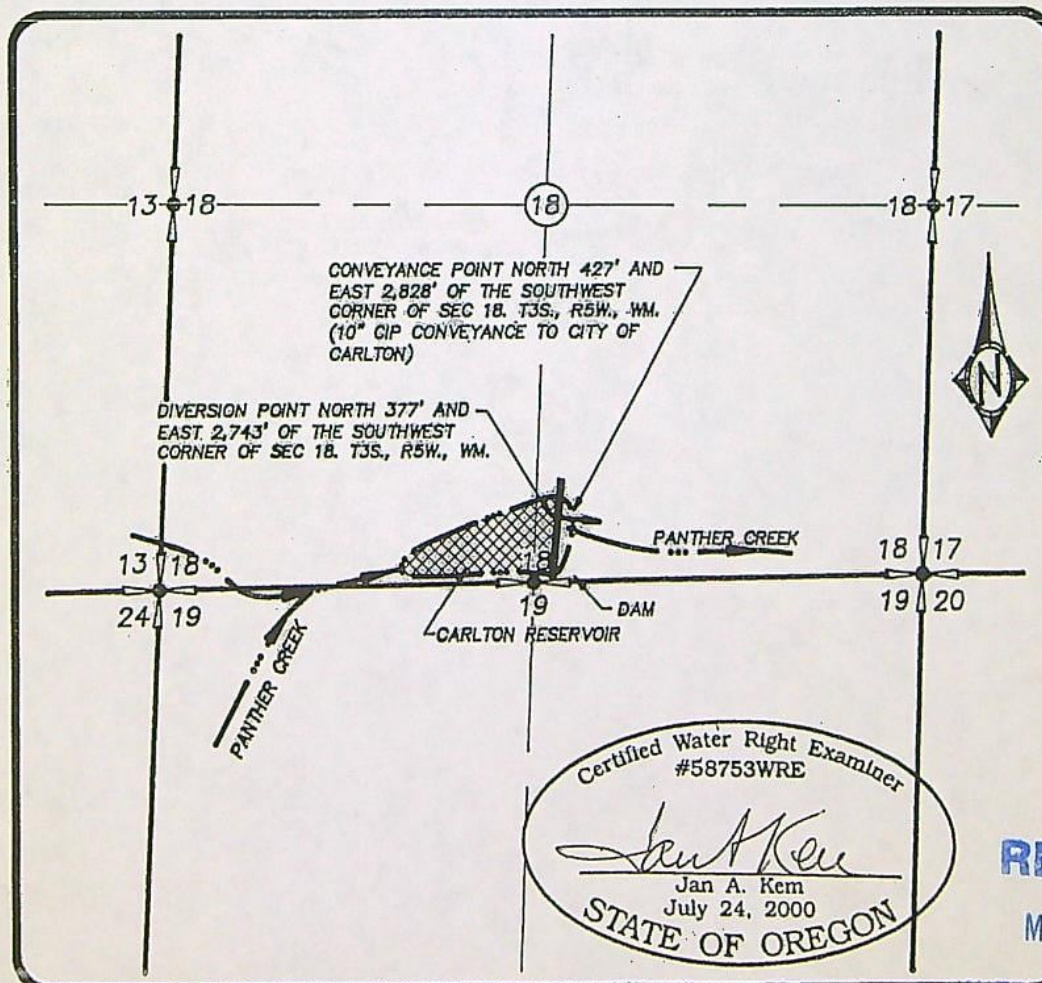 13 18
18
18 17
CONVEYANCE POINT NORTH 427' AND
EAST 2,828' OF THE SOUTHWEST
CORNER OF SEC 18. T3S., R5W., WM.
(10" CIP CONVEYANCE TO CITY OF
CARLTON)
N
DIVERSION POINT NORTH 377' AND
EAST 2,743' OF THE SOUTHWEST
CORNER OF SEC 18. T3S., R5W., WM.
PANTHER CREEK
13 18
18
18 17
24 19
19
19 20
DAM
CARLTON RESERVOIR
PANTHER CREEK
Certified Water Right Examiner
#58753WRE
Jan A Kem
Jan A. Kem
July 24, 2000
STATE OF OREGON